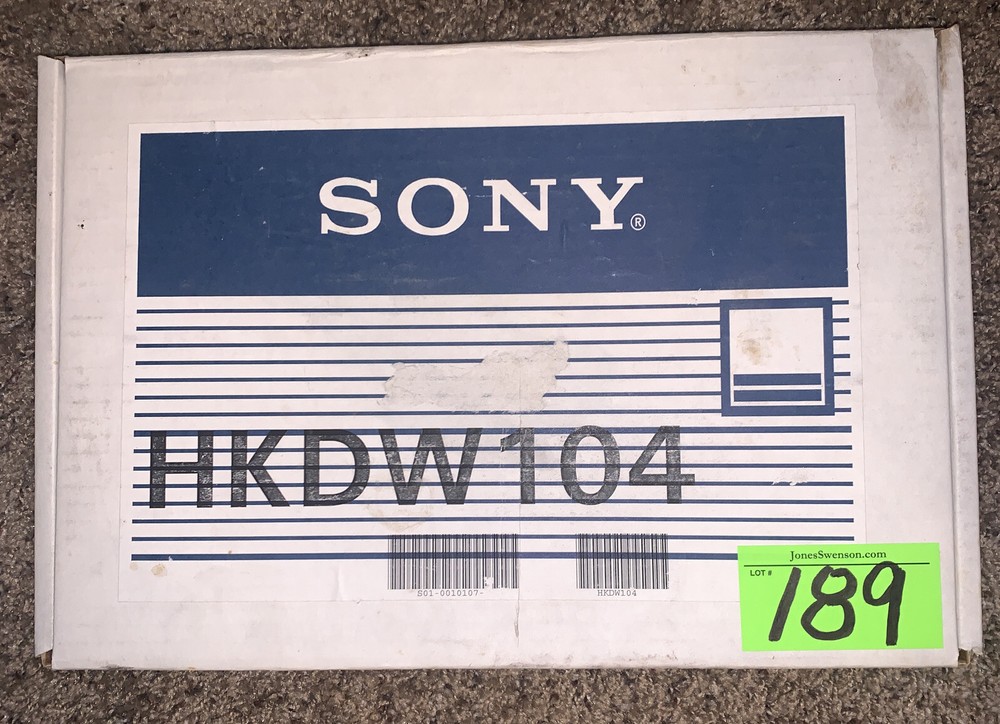 SONY®
HKDW104
S01-0010107-
HKDW104
JonesSwenson.com
LOT # 189